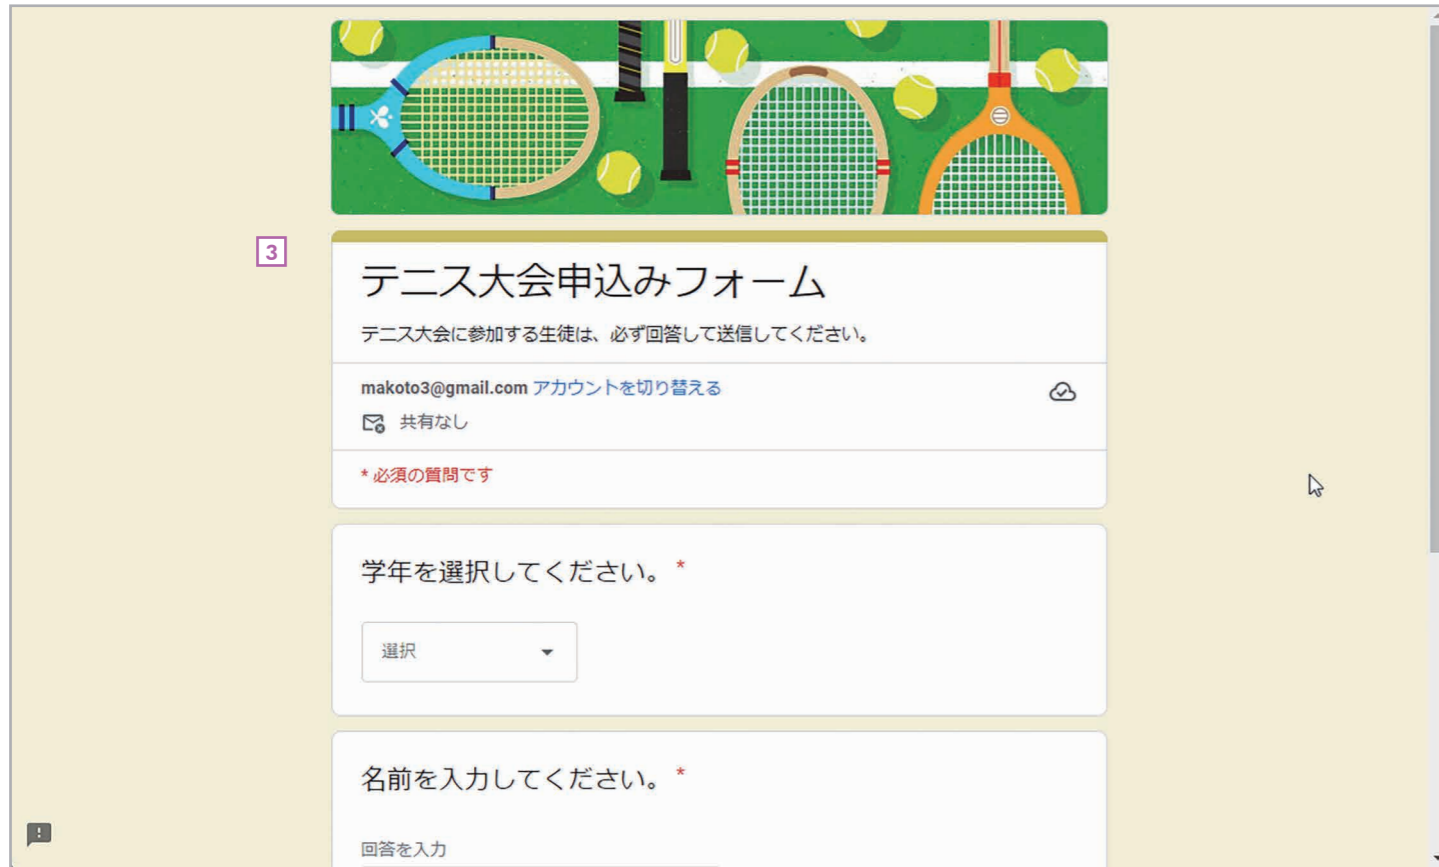 3
テニス大会申込みフォーム
テニス大会に参加する生徒は、必ず回答して送信してください。
makoto3@gmail.com アカウントを切り替える
共有なし
* 必須の質問です
学年を選択してください。 *
選択
名前を入力してください。 *
回答を入力